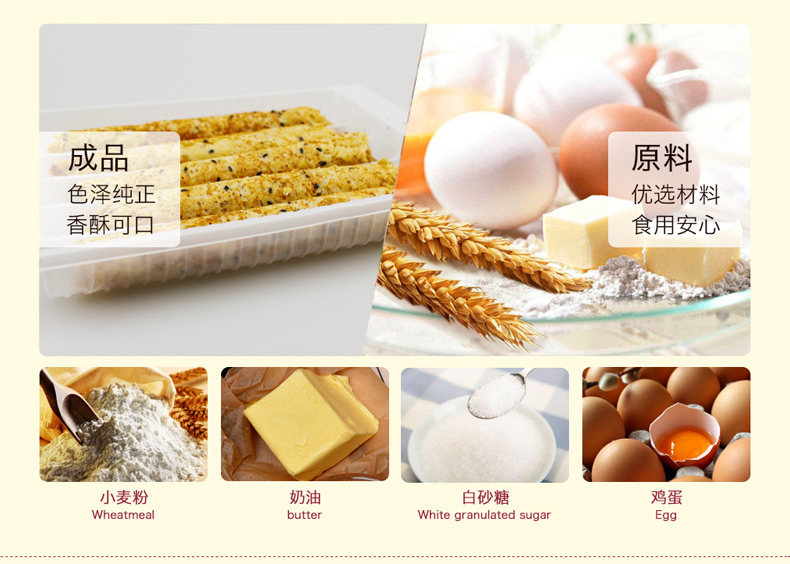 成品
色泽纯正
香酥可口
原料
优选材料
食用安心
小麦粉
Wheatmeal
奶油
butter
白砂糖
White granulated sugar
鸡蛋
Egg